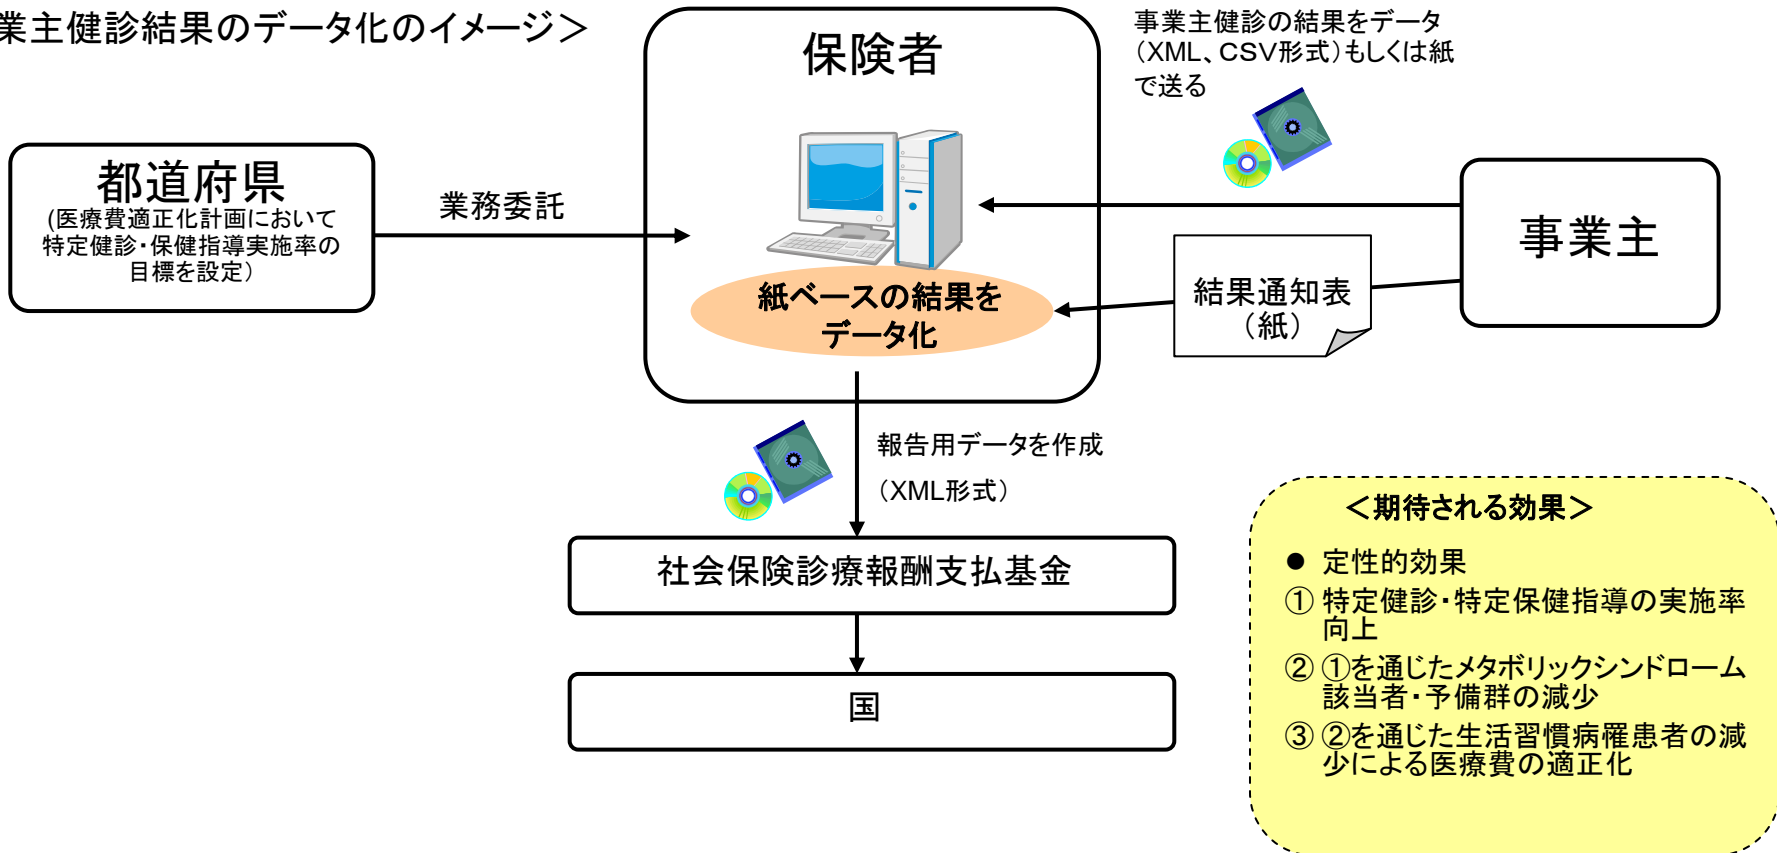 業主健診結果のデータ化のイメージ＞
保険者
事業主健診の結果をデータ
（XML、CSV形式）もしくは紙
で送る
都道府県
(医療費適正化計画において
特定健診・保健指導実施率の
目標を設定）
業務委託
事業主
紙ベースの結果を
データ化
結果通知表
（紙）
報告用データを作成
（XML形式）
社会保険診療報酬支払基金
国
＜期待される効果＞
● 定性的効果
① 特定健診・特定保健指導の実施率
向上
② ①を通じたメタボリックシンドローム
該当者・予備群の減少
③ ②を通じた生活習慣病罹患者の減
少による医療費の適正化